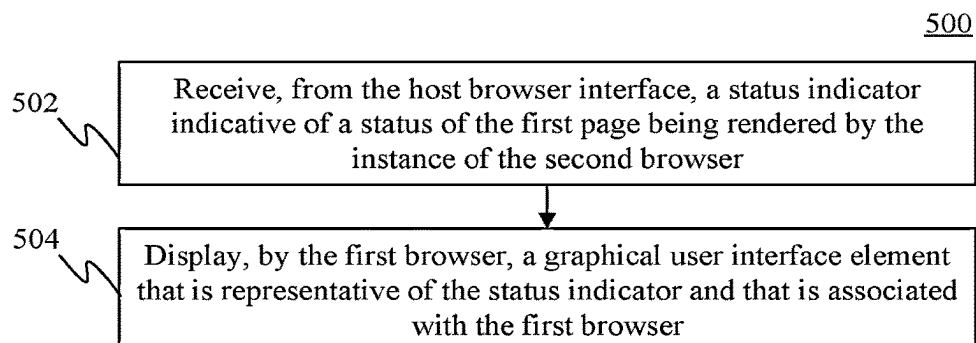 500
502
Receive, from the host browser interface, a status indicator
indicative of a status of the first page being rendered by the
instance of the second browser
504
Display, by the first browser, a graphical user interface element
that is representative of the status indicator and that is associated
with the first browser